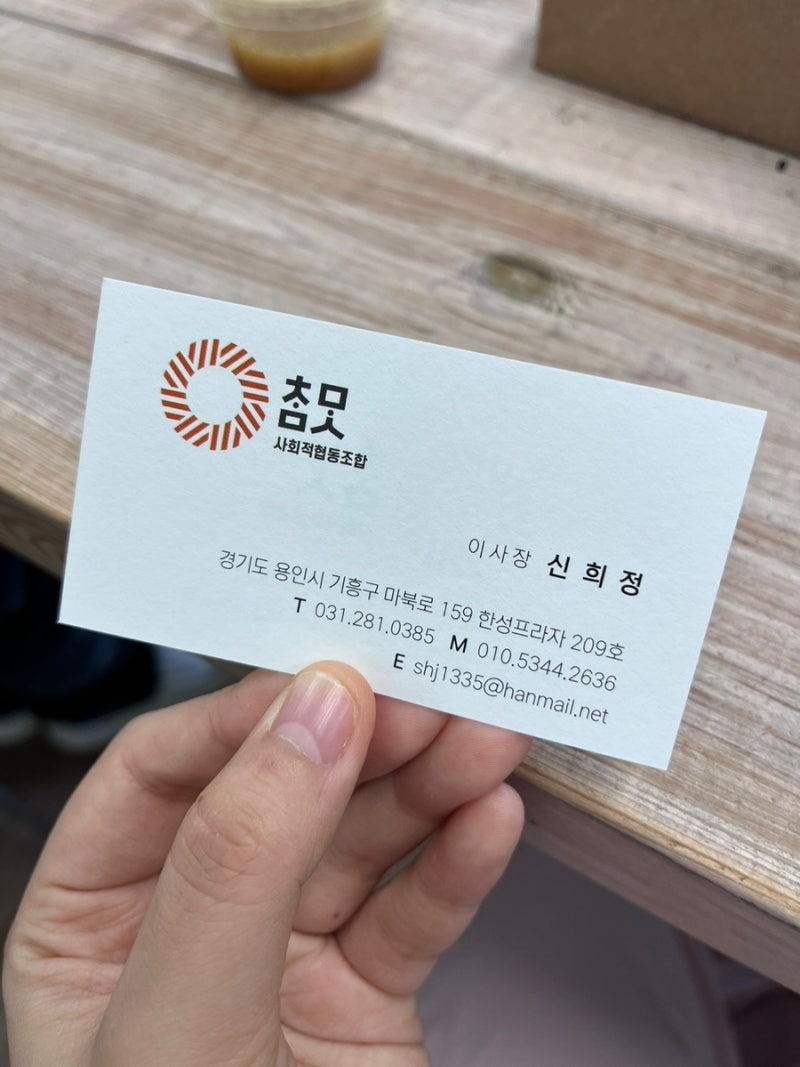 참못
사회적협동조합
이사장 신희정
경기도 용인시 기흥구 마북로 159 한성프라자 209호
T 031.281.0385 M 010.5344.2636
E shj1335@hanmail.net